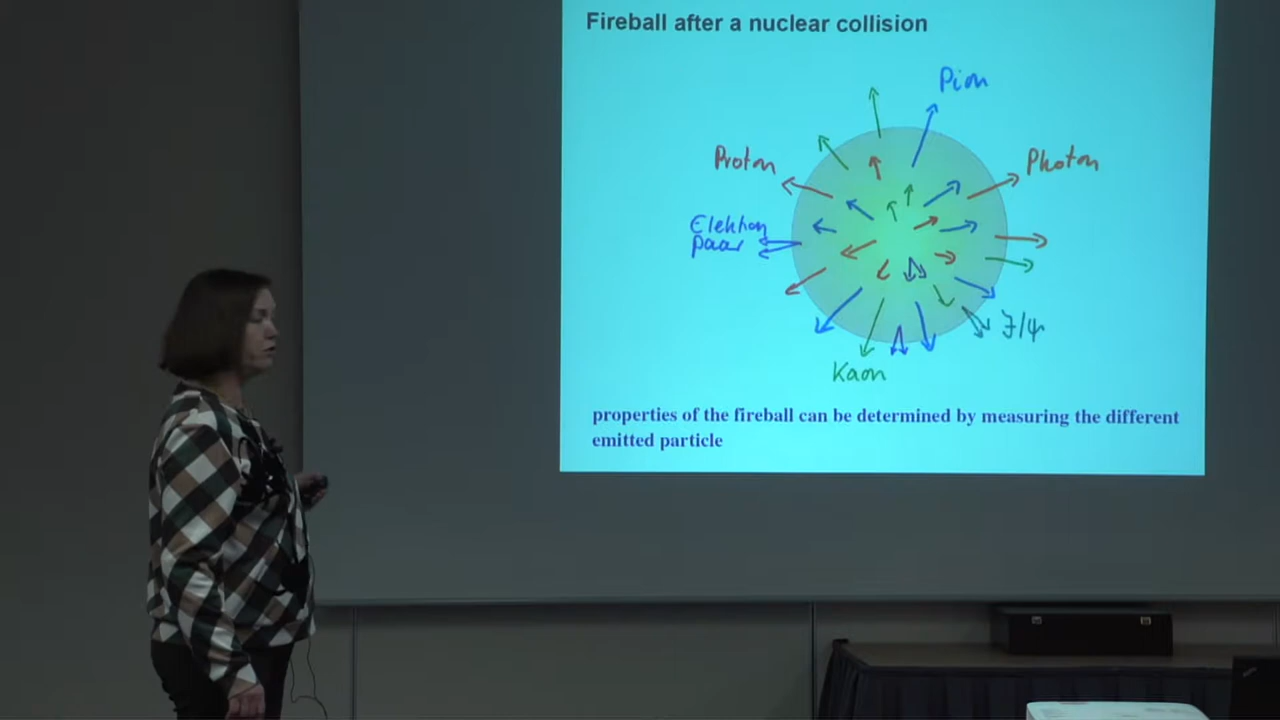 Fireball after a nuclear collision
Pion
Proton
Photon
Elektron
paar
J/ψ
Kaon
properties of the fireball can be determined by measuring the different
emitted particle